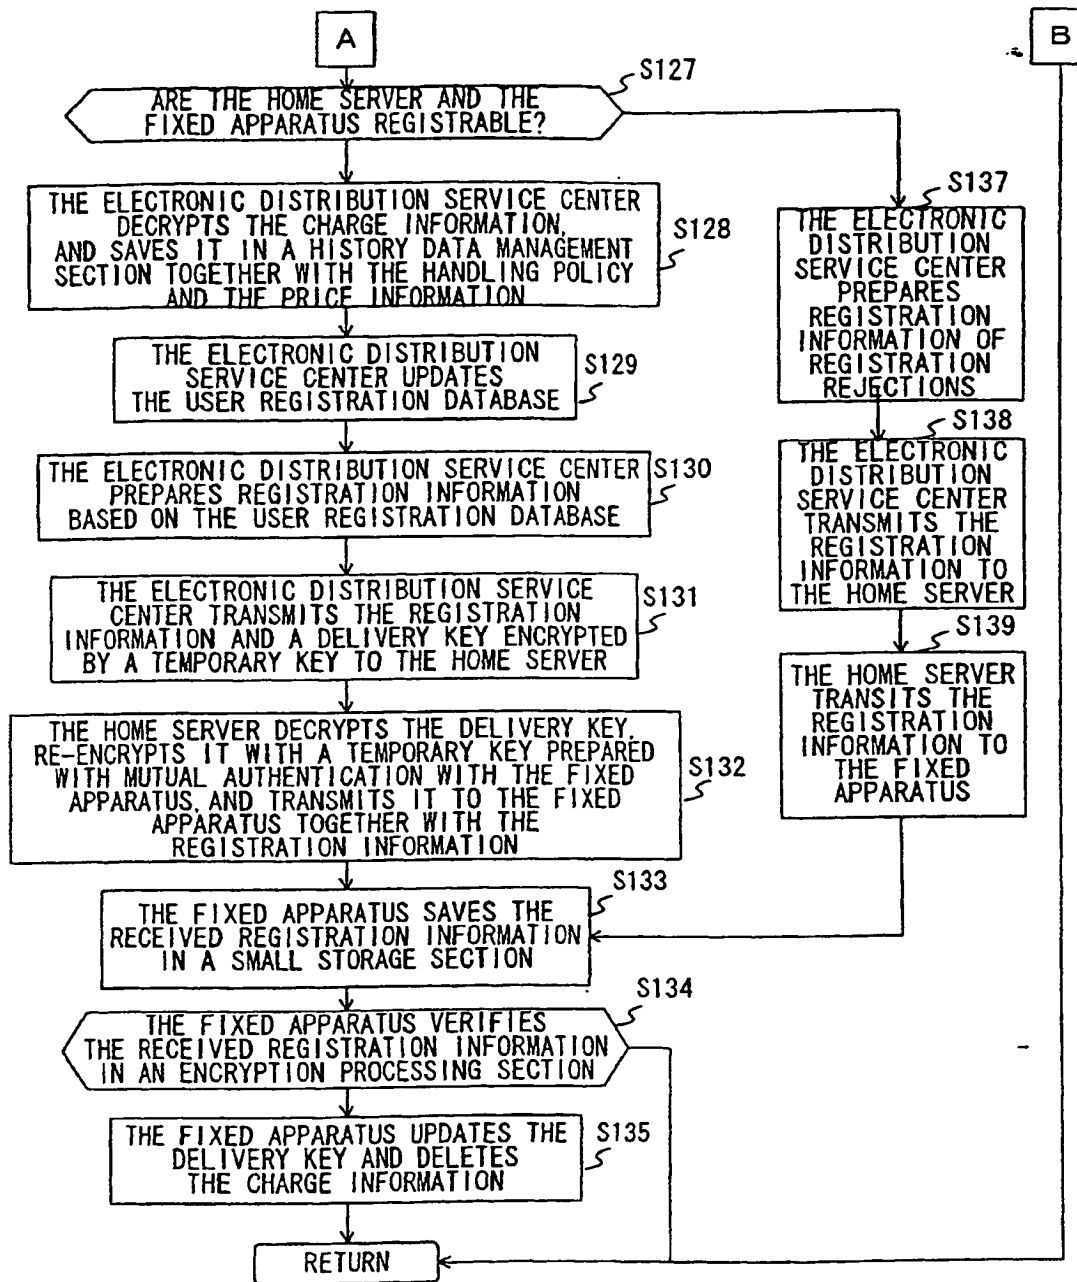 A
B
S127
ARE THE HOME SERVER AND THE
FIXED APPARATUS REGISTRABLE?
THE ELECTRONIC DISTRIBUTION SERVICE CENTER
DECRYPTS THE CHARGE INFORMATION,
AND SAVES IT IN A HISTORY DATA MANAGEMENT
SECTION TOGETHER WITH THE HANDLING POLICY
AND THE PRICE INFORMATION
S128
THE ELECTRONIC DISTRIBUTION
SERVICE CENTER UPDATES
THE USER REGISTRATION DATABASE
S129
THE ELECTRONIC DISTRIBUTION SERVICE CENTER
PREPARES REGISTRATION INFORMATION
BASED ON THE USER REGISTRATION DATABASE
S130
THE ELECTRONIC DISTRIBUTION SERVICE
CENTER TRANSMITS THE REGISTRATION
INFORMATION AND A DELIVERY KEY ENCRYPTED
BY A TEMPORARY KEY TO THE HOME SERVER
S131
THE HOME SERVER DECRYPTS THE DELIVERY KEY,
RE-ENCRYPTS IT WITH A TEMPORARY KEY PREPARED
WITH MUTUAL AUTHENTICATION WITH THE FIXED
APPARATUS, AND TRANSMITS IT TO THE FIXED
APPARATUS TOGETHER WITH THE
REGISTRATION INFORMATION
S132
S133
THE FIXED APPARATUS SAVES THE
RECEIVED REGISTRATION INFORMATION
IN A SMALL STORAGE SECTION
S134
THE FIXED APPARATUS VERIFIES
THE RECEIVED REGISTRATION INFORMATION
IN AN ENCRYPTION PROCESSING SECTION
THE FIXED APPARATUS UPDATES THE
DELIVERY KEY AND DELETES
THE CHARGE INFORMATION
S135
RETURN
S137
THE ELECTRONIC
DISTRIBUTION
SERVICE CENTER
PREPARES
REGISTRATION
INFORMATION OF
REGISTRATION
REJECTIONS
S138
THE ELECTRONIC
DISTRIBUTION
SERVICE CENTER
TRANSMITS THE
REGISTRATION
INFORMATION TO
THE HOME SERVER
S139
THE HOME SERVER
TRANSITS THE
REGISTRATION
INFORMATION TO
THE FIXED
APPARATUS